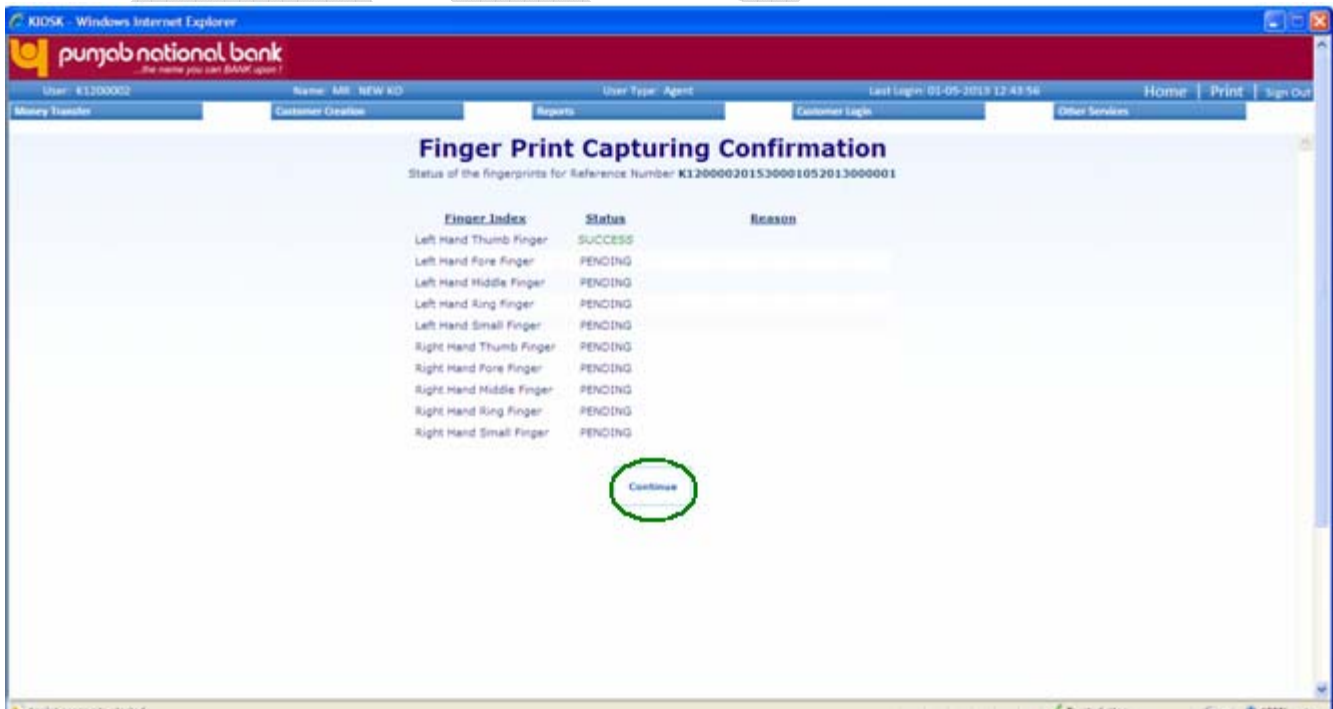 KIOSK - Windows Internet Explorer
punjab national bank
...the name you can BANK upon !
User: K1200002 Name: MR. NEW KO User Type: Agent Last Login: 01-05-2013 12:43:56 Home | Print | Sign Out
Money Transfer Customer Creation Reports Customer Login Other Services
Finger Print Capturing Confirmation
Status of the fingerprints for Reference Number K120000201530001052013000001
Finger Index Status Reason
Left Hand Thumb Finger SUCCESS
Left Hand Fore Finger PENDING
Left Hand Middle Finger PENDING
Left Hand Ring Finger PENDING
Left Hand Small Finger PENDING
Right Hand Thumb Finger PENDING
Right Hand Fore Finger PENDING
Right Hand Middle Finger PENDING
Right Hand Ring Finger PENDING
Right Hand Small Finger PENDING
Continue